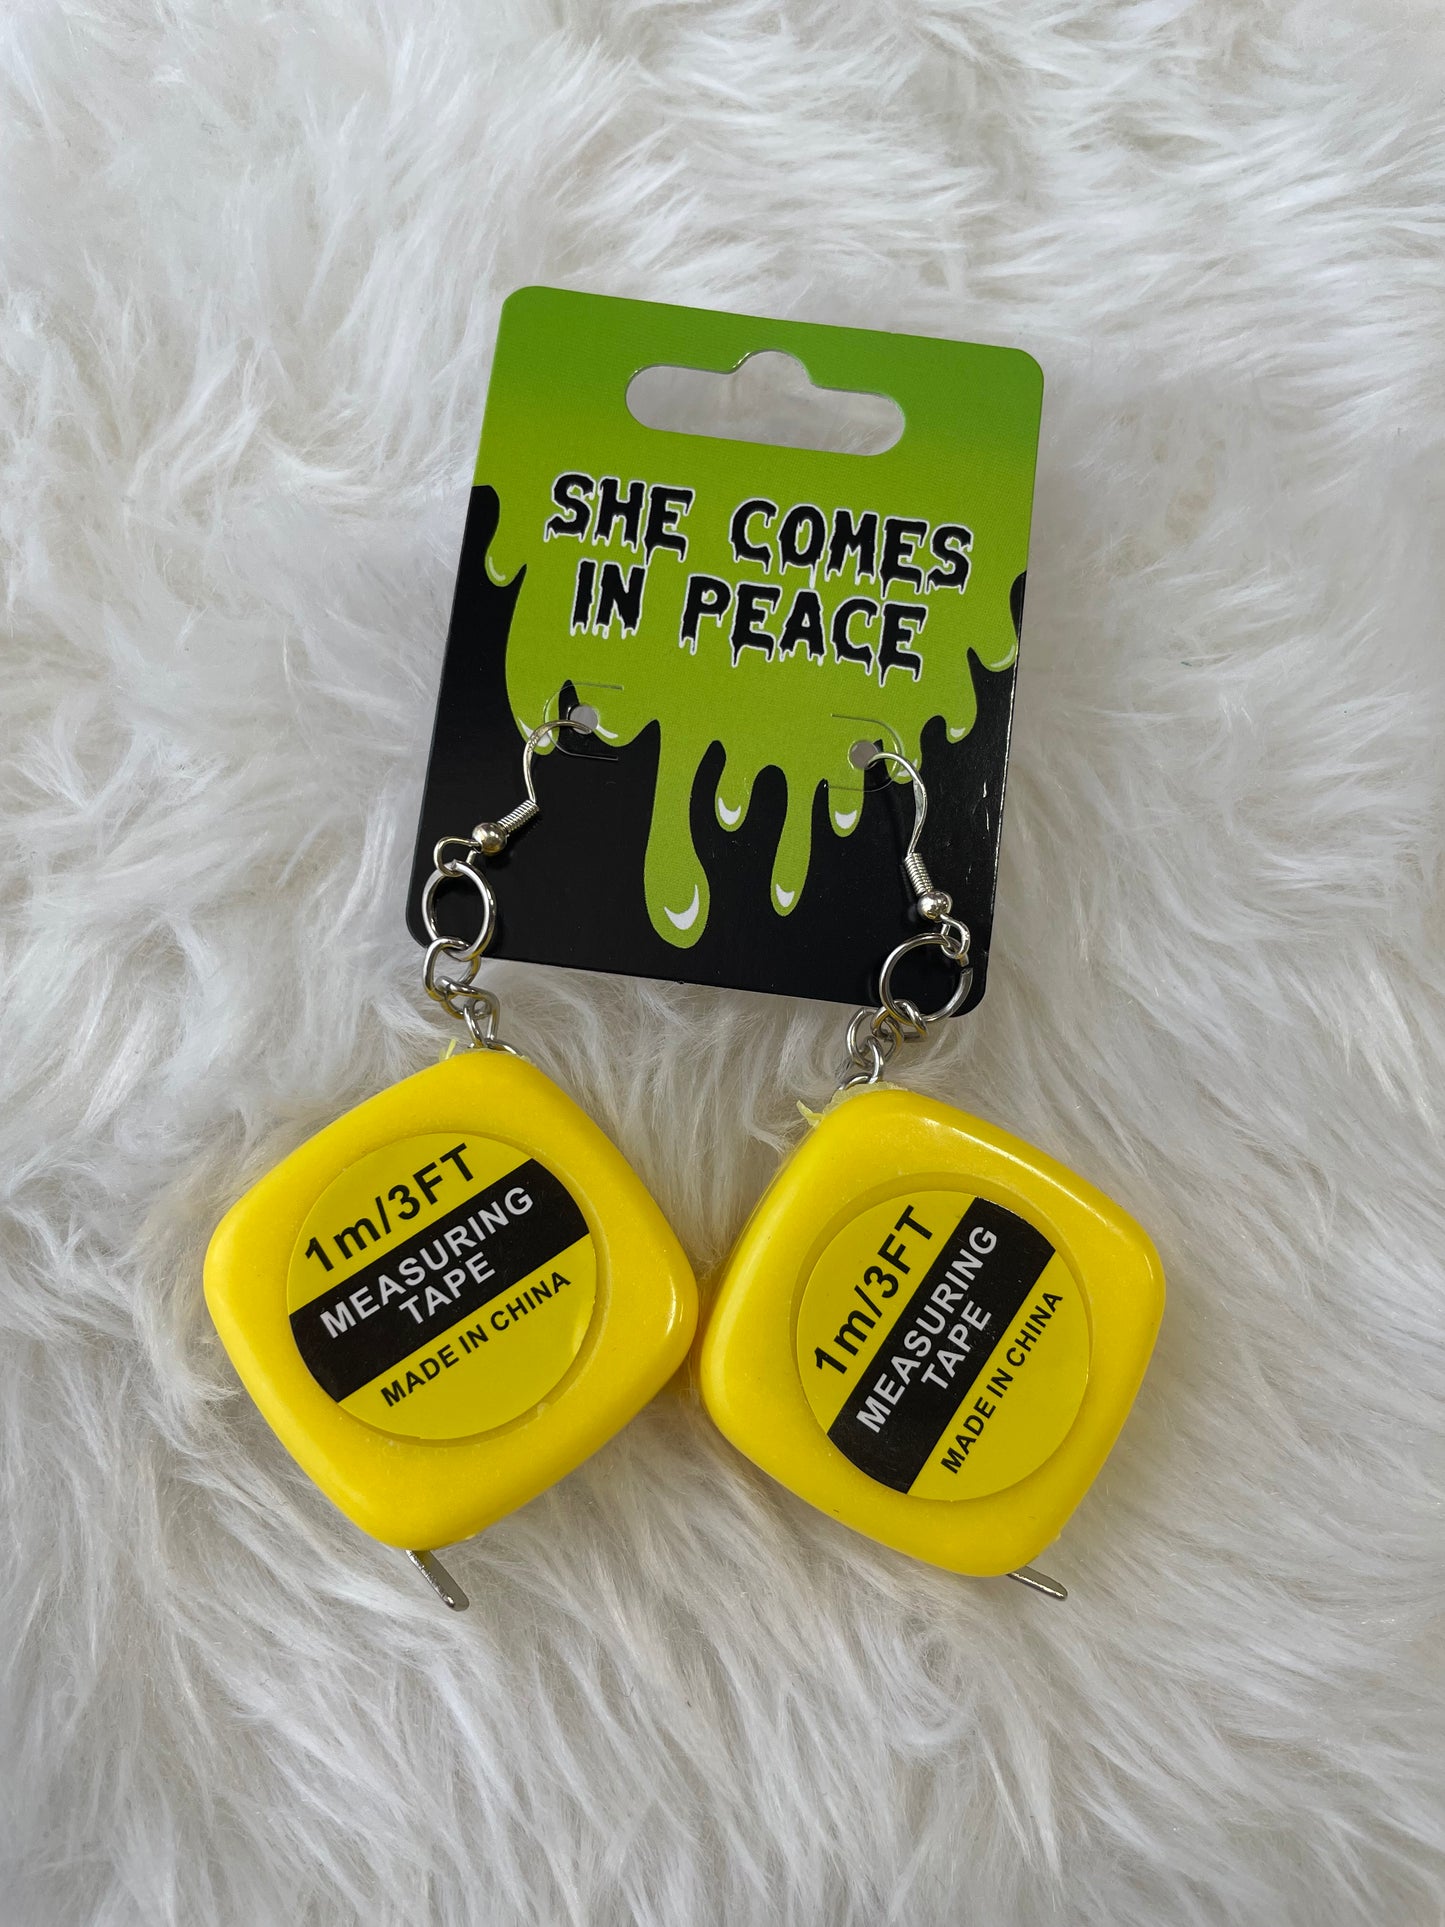 SHE COMES
IN PEACE
1m/3FT
MEASURING
TAPE
MADE IN CHINA
1m/3FT
MEASURING
TAPE
MADE IN CHINA